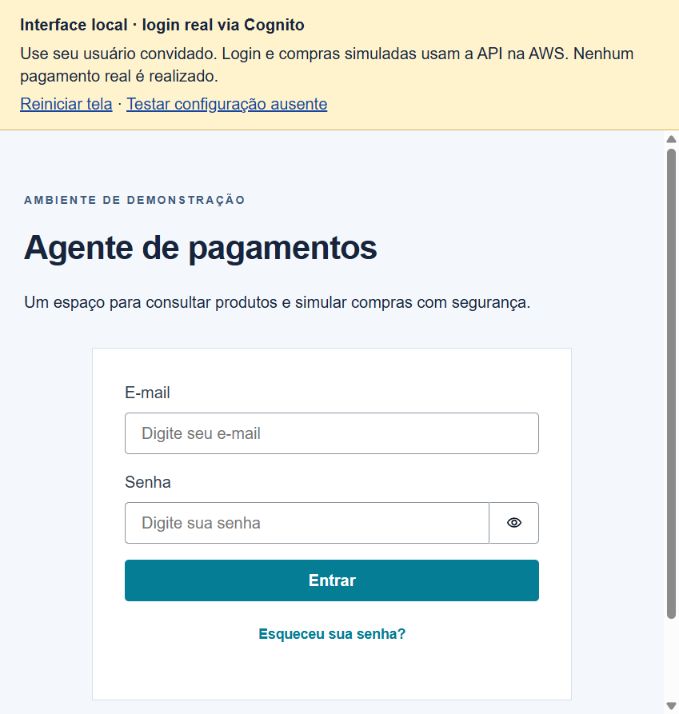 Interface local · login real via Cognito
Use seu usuário convidado. Login e compras simuladas usam a API na AWS. Nenhum
pagamento real é realizado.
Reiniciar tela · Testar configuração ausente
AMBIENTE DE DEMONSTRAÇÃO
Agente de pagamentos
Um espaço para consultar produtos e simular compras com segurança.
E-mail
Digite seu e-mail
Senha
Digite sua senha
Entrar
Esqueceu sua senha?